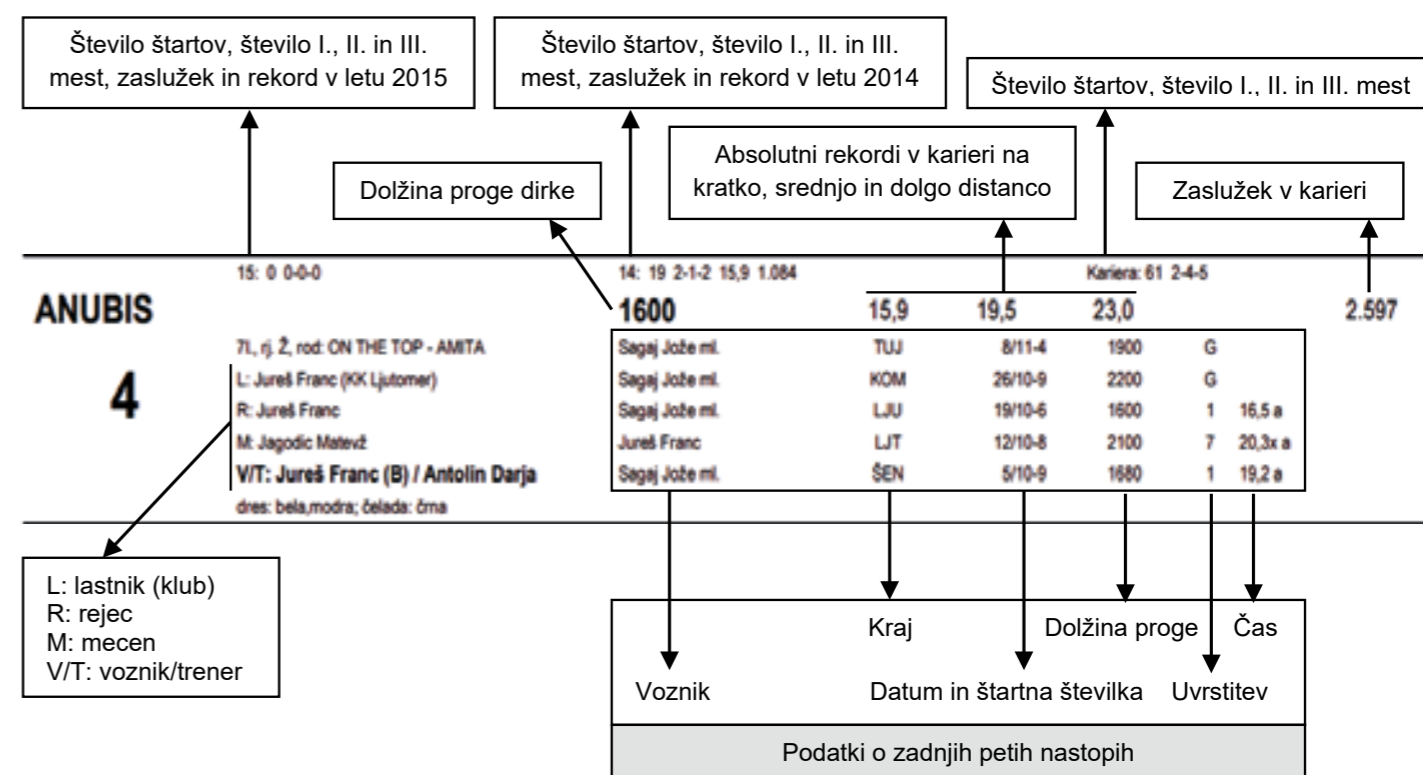 Število štartov, število I., II. in III.
mest, zaslužek in rekord v letu 2015
Število štartov, število I., II. in III.
mest, zaslužek in rekord v letu 2014
Število štartov, število I., II. in III. mest
Dolžina proge dirke
Absolutni rekordi v karieri na
kratko, srednjo in dolgo distanco
Zaslužek v karieri
15: 0 0-0-0 14: 19 2-1-2 15,9 1.084 Kariera: 61 2-4-5
ANUBIS 1600 15,9 19,5 23,0 2.597
7l., rj. Ž, rod: ON THE TOP - AMITA Sagaj Jože ml. TUJ 8/11-4 1900 G
4
L: Jureš Franc (KK Ljutomer) Sagaj Jože ml. KOM 26/10-9 2200 G
R: Jureš Franc Sagaj Jože ml. LJU 19/10-6 1600 1 16,5 a
M: Jagodic Matevž Jureš Franc LJT 12/10-8 2100 7 20,3x a
V/T: Jureš Franc (B) / Antolin Darja Sagaj Jože ml. ŠEN 5/10-9 1680 1 19,2 a
dres: bela,modra; čelada: črna
L: lastnik (klub)
R: rejec
M: mecen
V/T: voznik/trener
Kraj Dolžina proge Čas
Voznik Datum in štartna številka Uvrstitev
Podatki o zadnjih petih nastopih